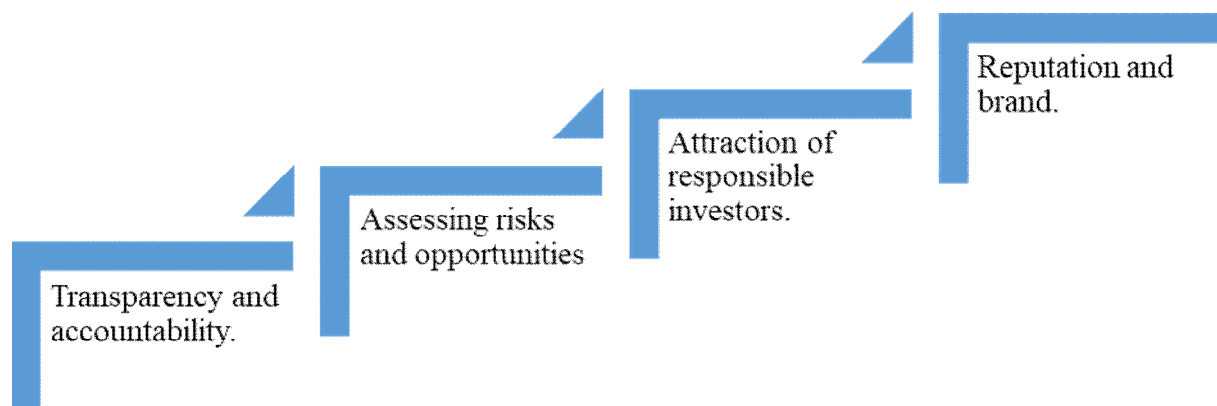 Transparency and
accountability.
Assessing risks
and opportunities
Attraction of
responsible
investors.
Reputation and
brand.